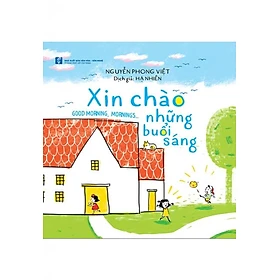 NGUYỄN PHONG VIỆT
Dịch giả: HẠ NHIÊN
Xin chào
GOOD MORNING, MORNINGS...
những
buổi
sáng